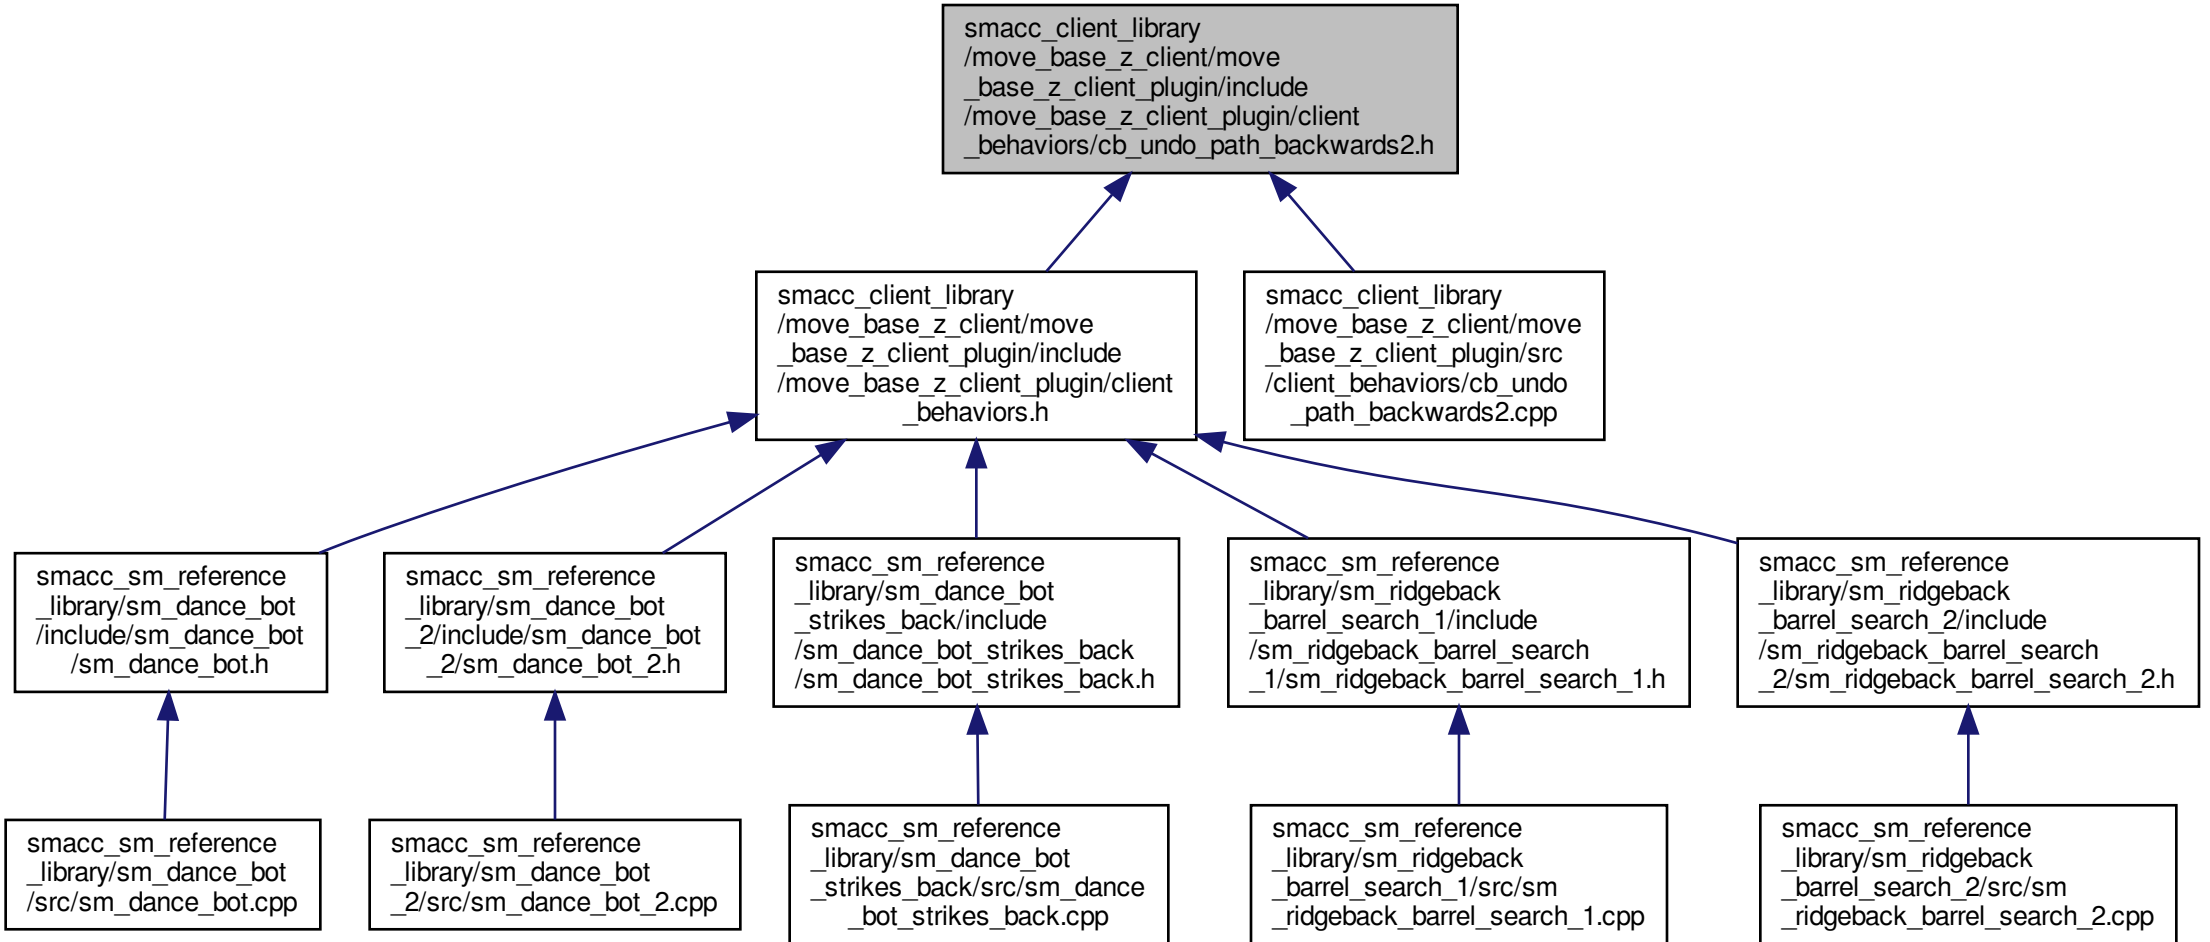 smacc_client_library
/move_base_z_client/move
_base_z_client_plugin/include
/move_base_z_client_plugin/client
_behaviors/cb_undo_path_backwards2.h
smacc_client_library
/move_base_z_client/move
_base_z_client_plugin/include
/move_base_z_client_plugin/client
_behaviors.h
smacc_client_library
/move_base_z_client/move
_base_z_client_plugin/src
/client_behaviors/cb_undo
_path_backwards2.cpp
smacc_sm_reference
_library/sm_dance_bot
/include/sm_dance_bot
/sm_dance_bot.h
smacc_sm_reference
_library/sm_dance_bot
_2/include/sm_dance_bot
_2/sm_dance_bot_2.h
smacc_sm_reference
_library/sm_dance_bot
_strikes_back/include
/sm_dance_bot_strikes_back
/sm_dance_bot_strikes_back.h
smacc_sm_reference
_library/sm_ridgeback
_barrel_search_1/include
/sm_ridgeback_barrel_search
_1/sm_ridgeback_barrel_search_1.h
smacc_sm_reference
_library/sm_ridgeback
_barrel_search_2/include
/sm_ridgeback_barrel_search
_2/sm_ridgeback_barrel_search_2.h
smacc_sm_reference
_library/sm_dance_bot
/src/sm_dance_bot.cpp
smacc_sm_reference
_library/sm_dance_bot
_2/src/sm_dance_bot_2.cpp
smacc_sm_reference
_library/sm_dance_bot
_strikes_back/src/sm_dance
_bot_strikes_back.cpp
smacc_sm_reference
_library/sm_ridgeback
_barrel_search_1/src/sm
_ridgeback_barrel_search_1.cpp
smacc_sm_reference
_library/sm_ridgeback
_barrel_search_2/src/sm
_ridgeback_barrel_search_2.cpp